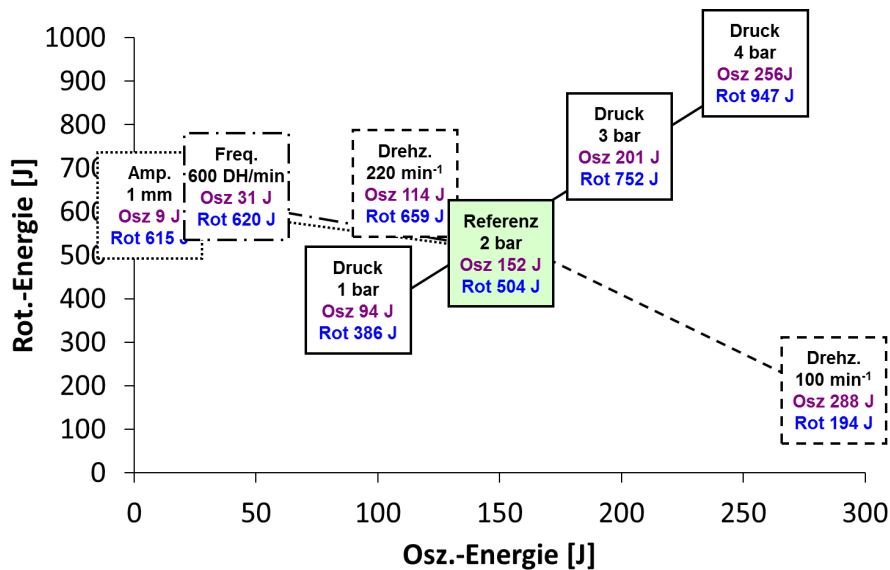 Rot.-Energie [J]
1000
900
800
700
600
500
400
300
200
100
0
Amp.
1 mm
Osz 9 J
Rot 615 J
Freq.
600 DH/min
Osz 31 J
Rot 620 J
Drehz.
220 min⁻¹
Osz 114 J
Rot 659 J
Druck
1 bar
Osz 94 J
Rot 386 J
Referenz
2 bar
Osz 152 J
Rot 504 J
Druck
3 bar
Osz 201 J
Rot 752 J
Druck
4 bar
Osz 256J
Rot 947 J
Drehz.
100 min⁻¹
Osz 288 J
Rot 194 J
0
50
100
150
200
250
300
Osz.-Energie [J]